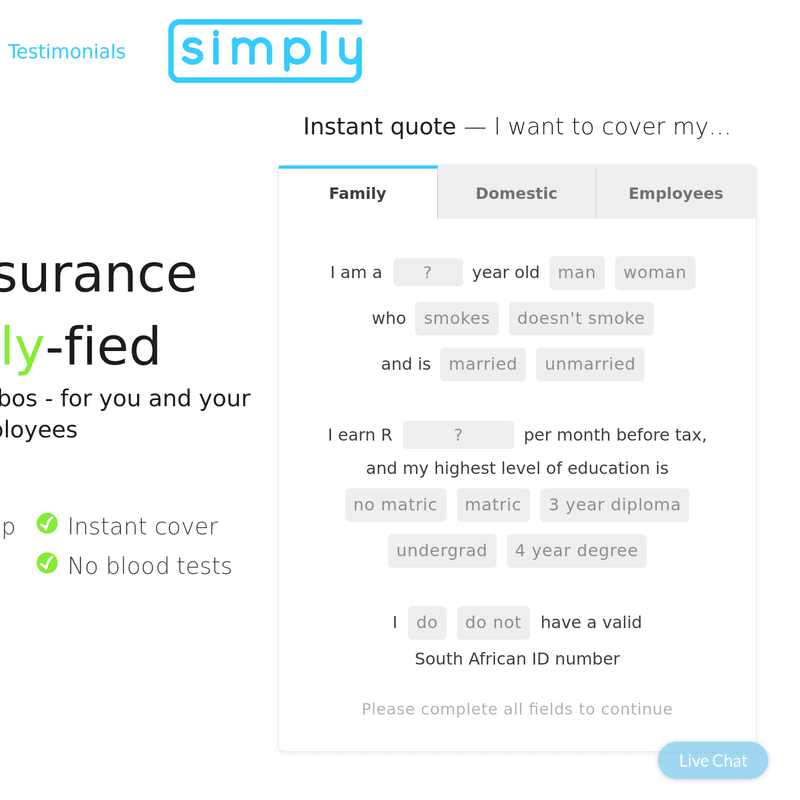 Testimonials
simply
Instant quote — I want to cover my...
Family Domestic Employees
surance
ly-fied
bos - for you and your
ployees
p Instant cover
No blood tests
I am a ? year old man woman
who smokes doesn't smoke
and is married unmarried
I earn R ? per month before tax,
and my highest level of education is
no matric matric 3 year diploma
undergrad 4 year degree
I do do not have a valid
South African ID number
Please complete all fields to continue
Live Chat